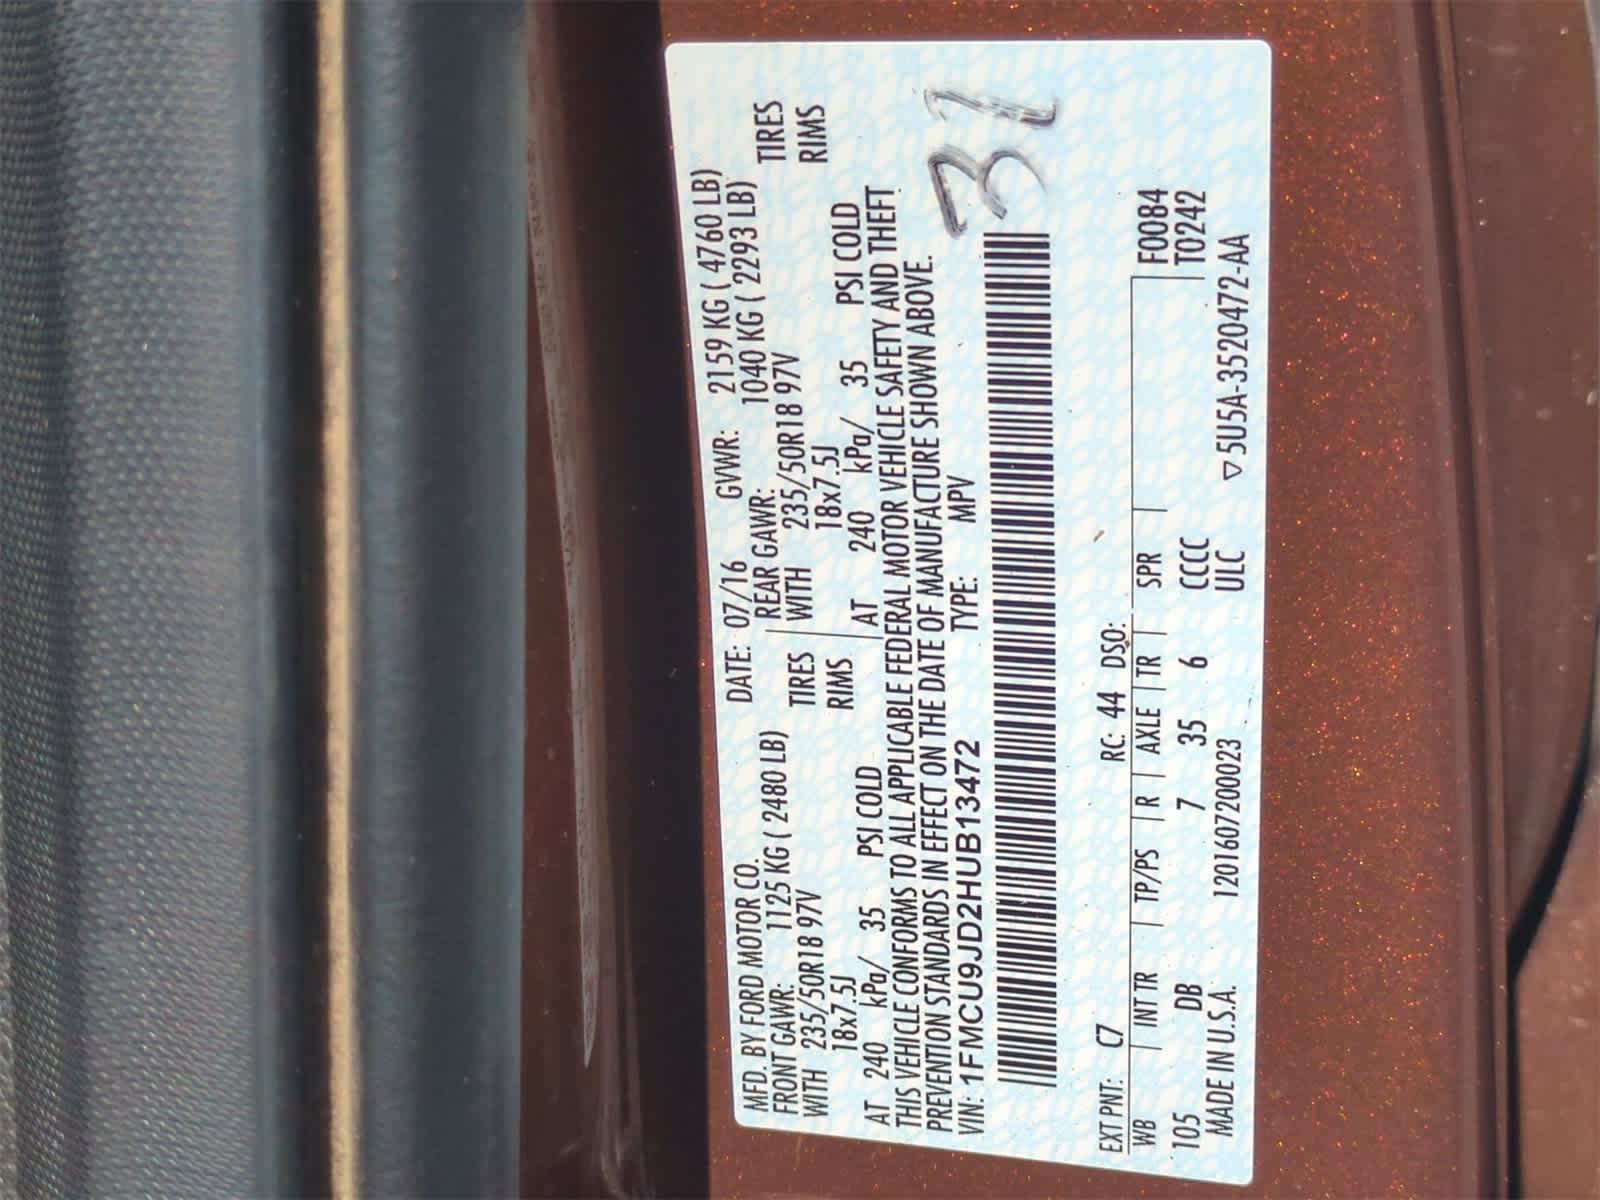 MFD. BY FORD MOTOR CO. DATE: 07/16 GVWR: 2159 KG ( 4760 LB)
FRONT GAWR: 1125 KG ( 2480 LB) REAR GAWR: 1040 KG ( 2293 LB)
WITH 235/50R18 97V TIRES WITH 235/50R18 97V TIRES
18x7.5J RIMS 18x7.5J RIMS
AT 240 kPa/ 35 PSI COLD AT 240 kPa/ 35 PSI COLD
THIS VEHICLE CONFORMS TO ALL APPLICABLE FEDERAL MOTOR VEHICLE SAFETY AND THEFT
PREVENTION STANDARDS IN EFFECT ON THE DATE OF MANUFACTURE SHOWN ABOVE.
VIN: 1FMCU9JD2HUB13472 TYPE: MPV
31
EXT PNT: C7 RC: 44 DSO: F0084
WB INT TR TP/PS R AXLE TR SPR T0242
105 DB 7 35 6 CCCC
MADE IN U.S.A. 1201607200023 ULC ▽5U5A-3520472-AA